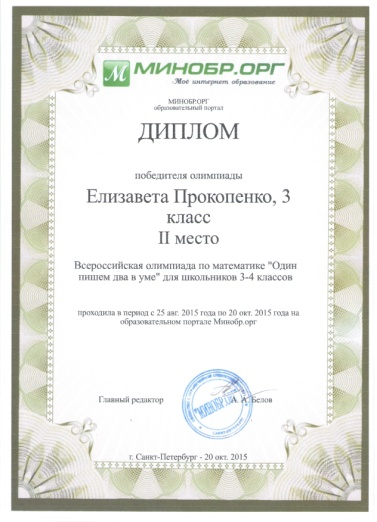 М МИНОБР.ОРГ
Моё интернет образование
МИНОБР.ОРГ
образовательный портал
ДИПЛОМ
победителя олимпиады
Елизавета Прокопенко, 3
класс
II место
Всероссийская олимпиада по математике "Один
пишем два в уме" для школьников 3-4 классов
проходила в период с 25 авг. 2015 года по 20 окт. 2015 года на
образовательном портале Минобр.орг
Главный редактор А. А. Белов
"МИНОБР.ОРГ"
г. Санкт-Петербург - 20 окт. 2015